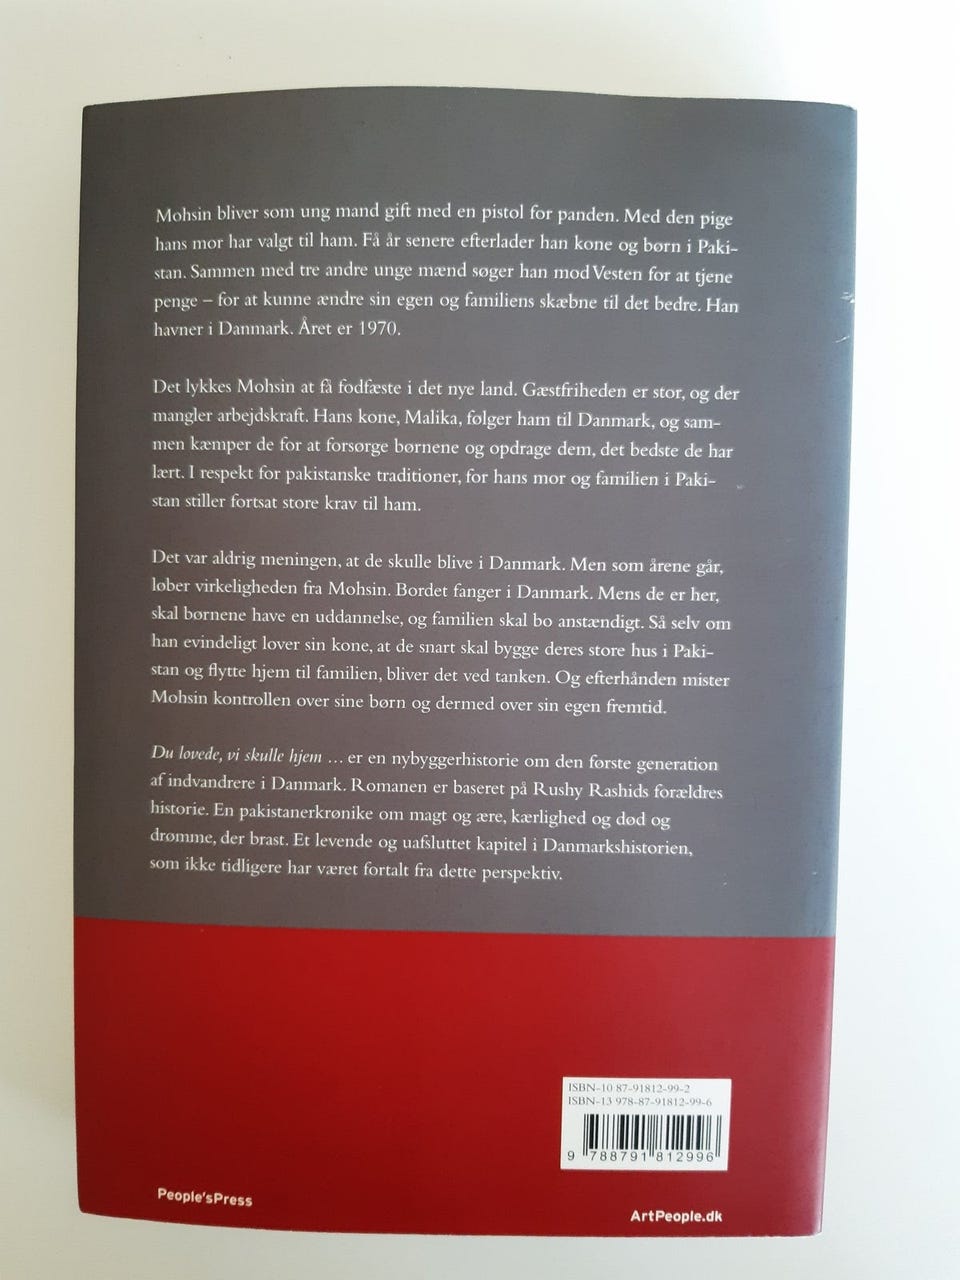 Mohsin bliver som ung mand gift med en pistol for panden. Med den pige
hans mor har valgt til ham. Få år senere efterlader han kone og børn i Paki-
stan. Sammen med tre andre unge mænd søger han mod Vesten for at tjene
penge – for at kunne ændre sin egen og familiens skæbne til det bedre. Han
havner i Danmark. Året er 1970.
Det lykkes Mohsin at få fodfæste i det nye land. Gæstfriheden er stor, og der
mangler arbejdskraft. Hans kone, Malika, følger ham til Danmark, og sam-
men kæmper de for at forsørge børnene og opdrage dem, det bedste de har
lært. I respekt for pakistanske traditioner, for hans mor og familien i Paki-
stan stiller fortsat store krav til ham.
Det var aldrig meningen, at de skulle blive i Danmark. Men som årene går,
løber virkeligheden fra Mohsin. Bordet fanger i Danmark. Mens de er her,
skal børnene have en uddannelse, og familien skal bo anstændigt. Så selv om
han evindeligt lover sin kone, at de snart skal bygge deres store hus i Paki-
stan og flytte hjem til familien, bliver det ved tanken. Og efterhånden mister
Mohsin kontrollen over sine børn og dermed over sin egen fremtid.
Du lovede, vi skulle hjem ... er en nybyggerhistorie om den første generation
af indvandrere i Danmark. Romanen er baseret på Rushy Rashids forældres
historie. En pakistanerkrønike om magt og ære, kærlighed og død og
drømme, der brast. Et levende og uafsluttet kapitel i Danmarkshistorien,
som ikke tidligere har været fortalt fra dette perspektiv.
ISBN-10 87-91812-99-2
ISBN-13 978-87-91812-99-6
9 788791 812996
People'sPress
ArtPeople.dk